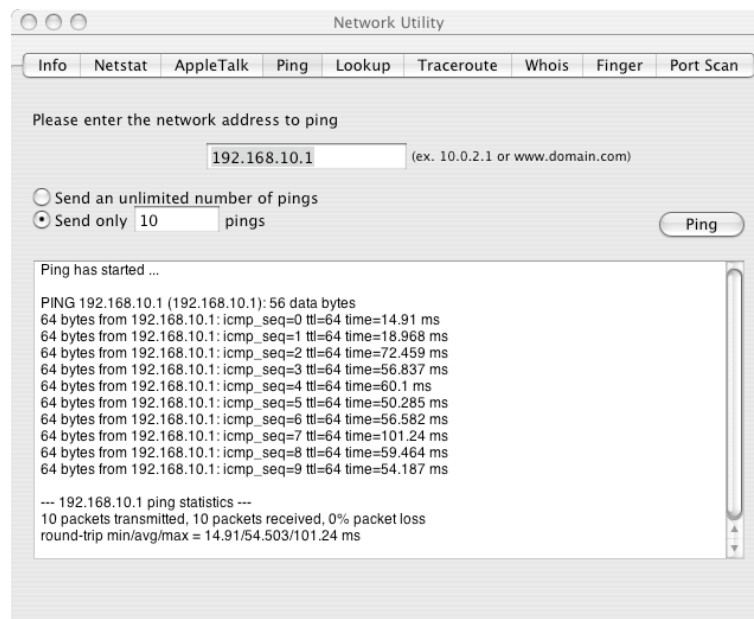 Network Utility
Info Netstat AppleTalk Ping Lookup Traceroute Whois Finger Port Scan
Please enter the network address to ping
192.168.10.1 (ex. 10.0.2.1 or www.domain.com)
Send an unlimited number of pings
Send only 10 pings
Ping
Ping has started ...
PING 192.168.10.1 (192.168.10.1): 56 data bytes
64 bytes from 192.168.10.1: icmp_seq=0 ttl=64 time=14.91 ms
64 bytes from 192.168.10.1: icmp_seq=1 ttl=64 time=18.968 ms
64 bytes from 192.168.10.1: icmp_seq=2 ttl=64 time=72.459 ms
64 bytes from 192.168.10.1: icmp_seq=3 ttl=64 time=56.837 ms
64 bytes from 192.168.10.1: icmp_seq=4 ttl=64 time=60.1 ms
64 bytes from 192.168.10.1: icmp_seq=5 ttl=64 time=50.285 ms
64 bytes from 192.168.10.1: icmp_seq=6 ttl=64 time=56.582 ms
64 bytes from 192.168.10.1: icmp_seq=7 ttl=64 time=101.24 ms
64 bytes from 192.168.10.1: icmp_seq=8 ttl=64 time=59.464 ms
64 bytes from 192.168.10.1: icmp_seq=9 ttl=64 time=54.187 ms
--- 192.168.10.1 ping statistics ---
10 packets transmitted, 10 packets received, 0% packet loss
round-trip min/avg/max = 14.91/54.503/101.24 ms